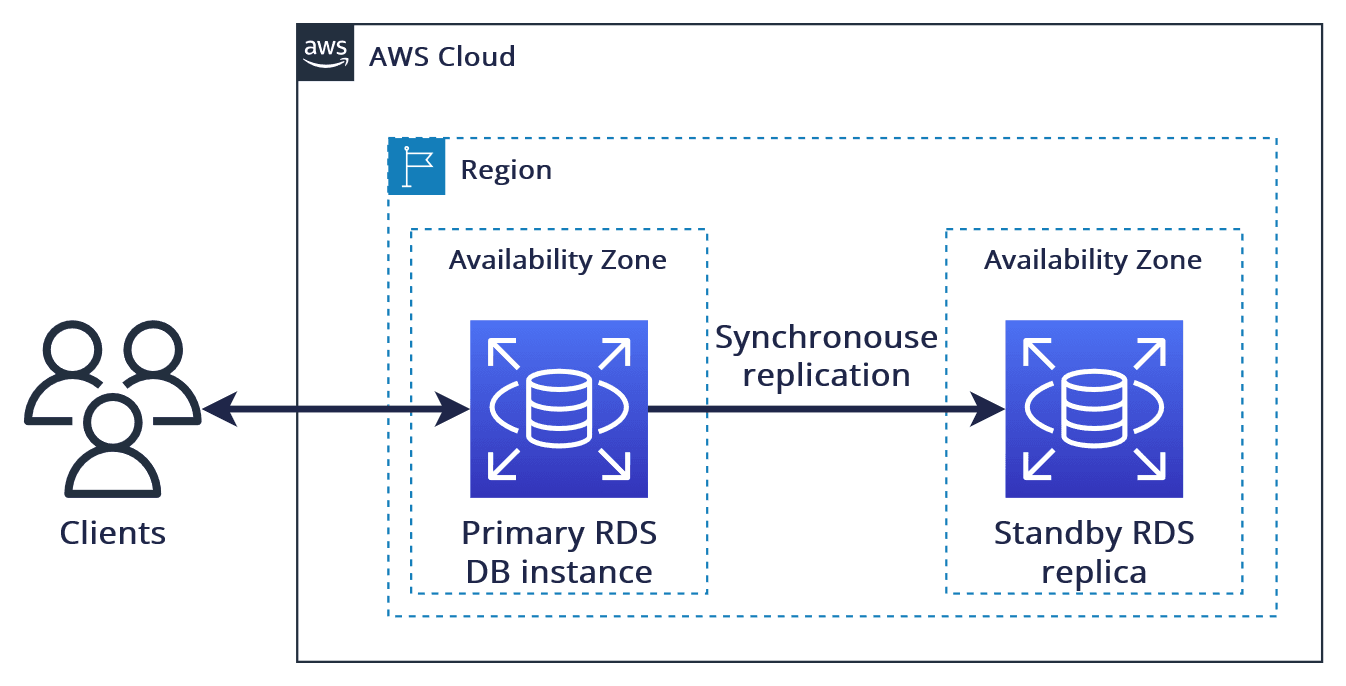 aws
AWS Cloud
Region
Availability Zone
Availability Zone
Synchronouse
replication
Clients
Primary RDS
DB instance
Standby RDS
replica